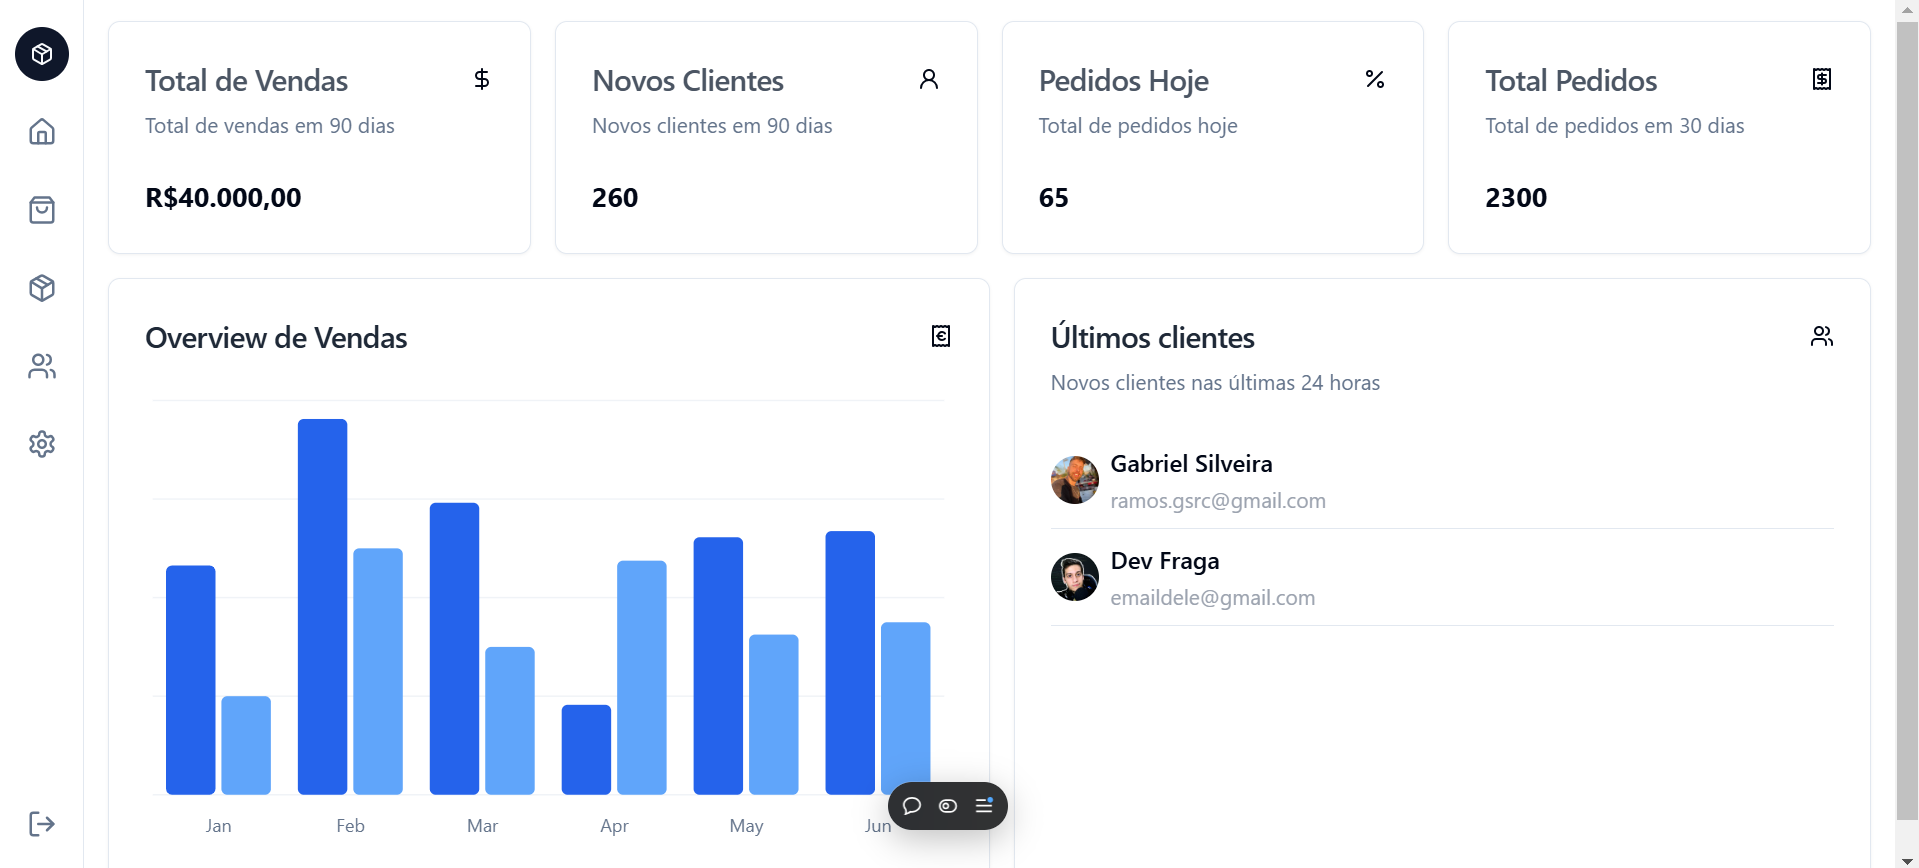 Total de Vendas
Total de vendas em 90 dias
R$40.000,00
Novos Clientes
Novos clientes em 90 dias
260
Pedidos Hoje
Total de pedidos hoje
65
Total Pedidos
Total de pedidos em 30 dias
2300
Overview de Vendas
Jan Feb Mar Apr May Jun
Últimos clientes
Novos clientes nas últimas 24 horas
Gabriel Silveira
ramos.gsrc@gmail.com
Dev Fraga
emaildele@gmail.com